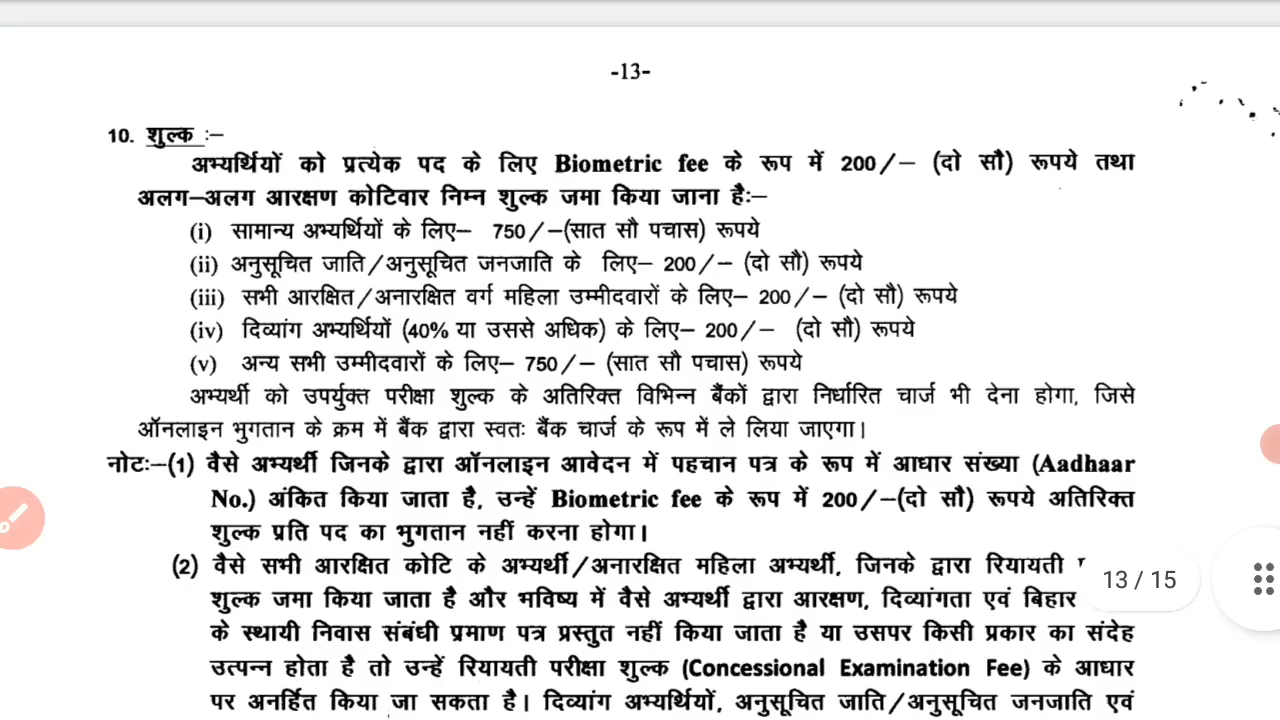 -13-
10. शुल्क :–
अभ्यर्थियों को प्रत्येक पद के लिए Biometric fee के रूप में 200/– (दो सौ) रूपये तथा
अलग–अलग आरक्षण कोटिवार निम्न शुल्क जमा किया जाना हैः–
(i) सामान्य अभ्यर्थियों के लिए– 750/–(सात सौ पचास) रूपये
(ii) अनुसूचित जाति/अनुसूचित जनजाति के लिए– 200/– (दो सौ) रूपये
(iii) सभी आरक्षित/अनारक्षित वर्ग महिला उम्मीदवारों के लिए– 200/– (दो सौ) रूपये
(iv) दिव्यांग अभ्यर्थियों (40% या उससे अधिक) के लिए– 200/– (दो सौ) रूपये
(v) अन्य सभी उम्मीदवारों के लिए– 750/– (सात सौ पचास) रूपये
अभ्यर्थी को उपर्युक्त परीक्षा शुल्क के अतिरिक्त विभिन्न बैंकों द्वारा निर्धारित चार्ज भी देना होगा, जिसे
ऑनलाइन भुगतान के क्रम में बैंक द्वारा स्वतः बैंक चार्ज के रूप में ले लिया जाएगा।
नोटः–(1) वैसे अभ्यर्थी जिनके द्वारा ऑनलाइन आवेदन में पहचान पत्र के रूप में आधार संख्या (Aadhaar
No.) अंकित किया जाता है, उन्हें Biometric fee के रूप में 200/–(दो सौ) रूपये अतिरिक्त
शुल्क प्रति पद का भुगतान नहीं करना होगा।
(2) वैसे सभी आरक्षित कोटि के अभ्यर्थी/अनारक्षित महिला अभ्यर्थी, जिनके द्वारा रियायती
शुल्क जमा किया जाता है और भविष्य में वैसे अभ्यर्थी द्वारा आरक्षण, दिव्यांगता एवं बिहार
के स्थायी निवास संबंधी प्रमाण पत्र प्रस्तुत नहीं किया जाता है या उसपर किसी प्रकार का संदेह
उत्पन्न होता है तो उन्हें रियायती परीक्षा शुल्क (Concessional Examination Fee) के आधार
पर अनर्हित किया जा सकता है। दिव्यांग अभ्यर्थियों, अनुसूचित जाति/अनुसूचित जनजाति एवं
13 / 15